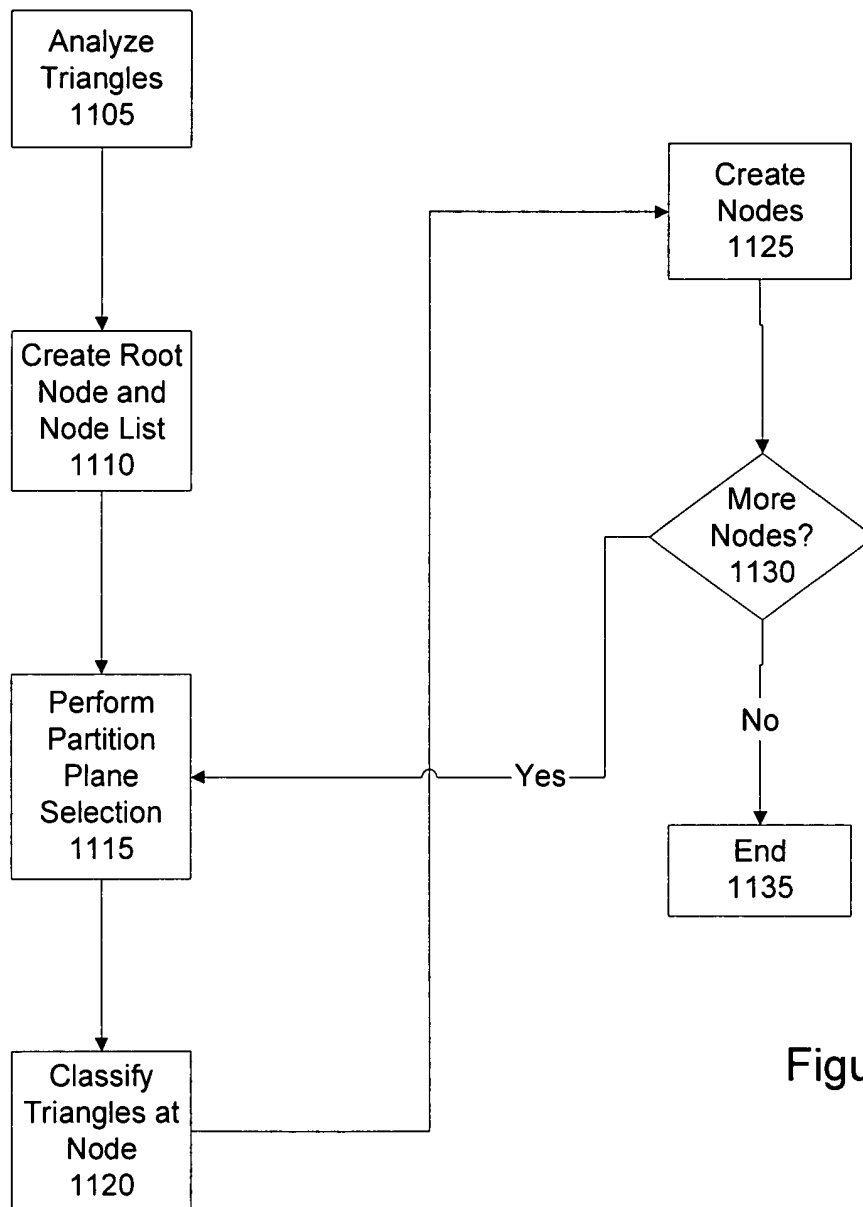 Analyze
Triangles
1105
Create Root
Node and
Node List
1110
Perform
Partition
Plane
Selection
1115
Classify
Triangles at
Node
1120
Create
Nodes
1125
More
Nodes?
1130
Yes
No
End
1135